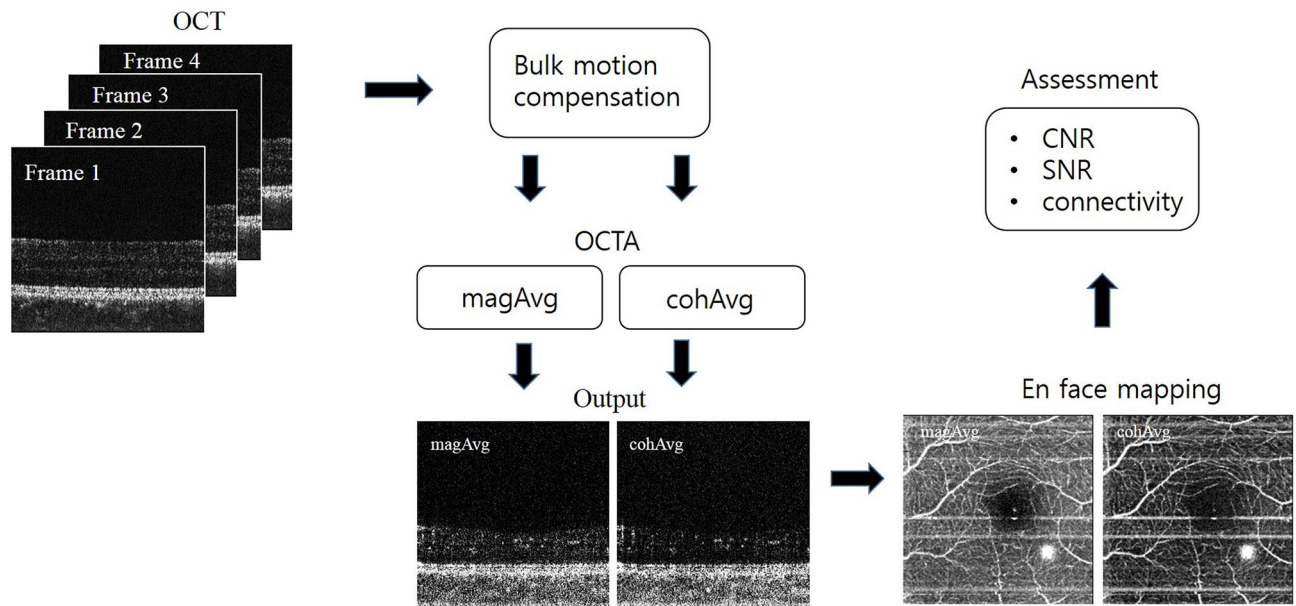 OCT
Frame 4
Frame 3
Frame 2
Frame 1
Bulk motion
compensation
OCTA
magAvg
cohAvg
Output
magAvg
cohAvg
En face mapping
magAvg
cohAvg
Assessment
• CNR
• SNR
• connectivity